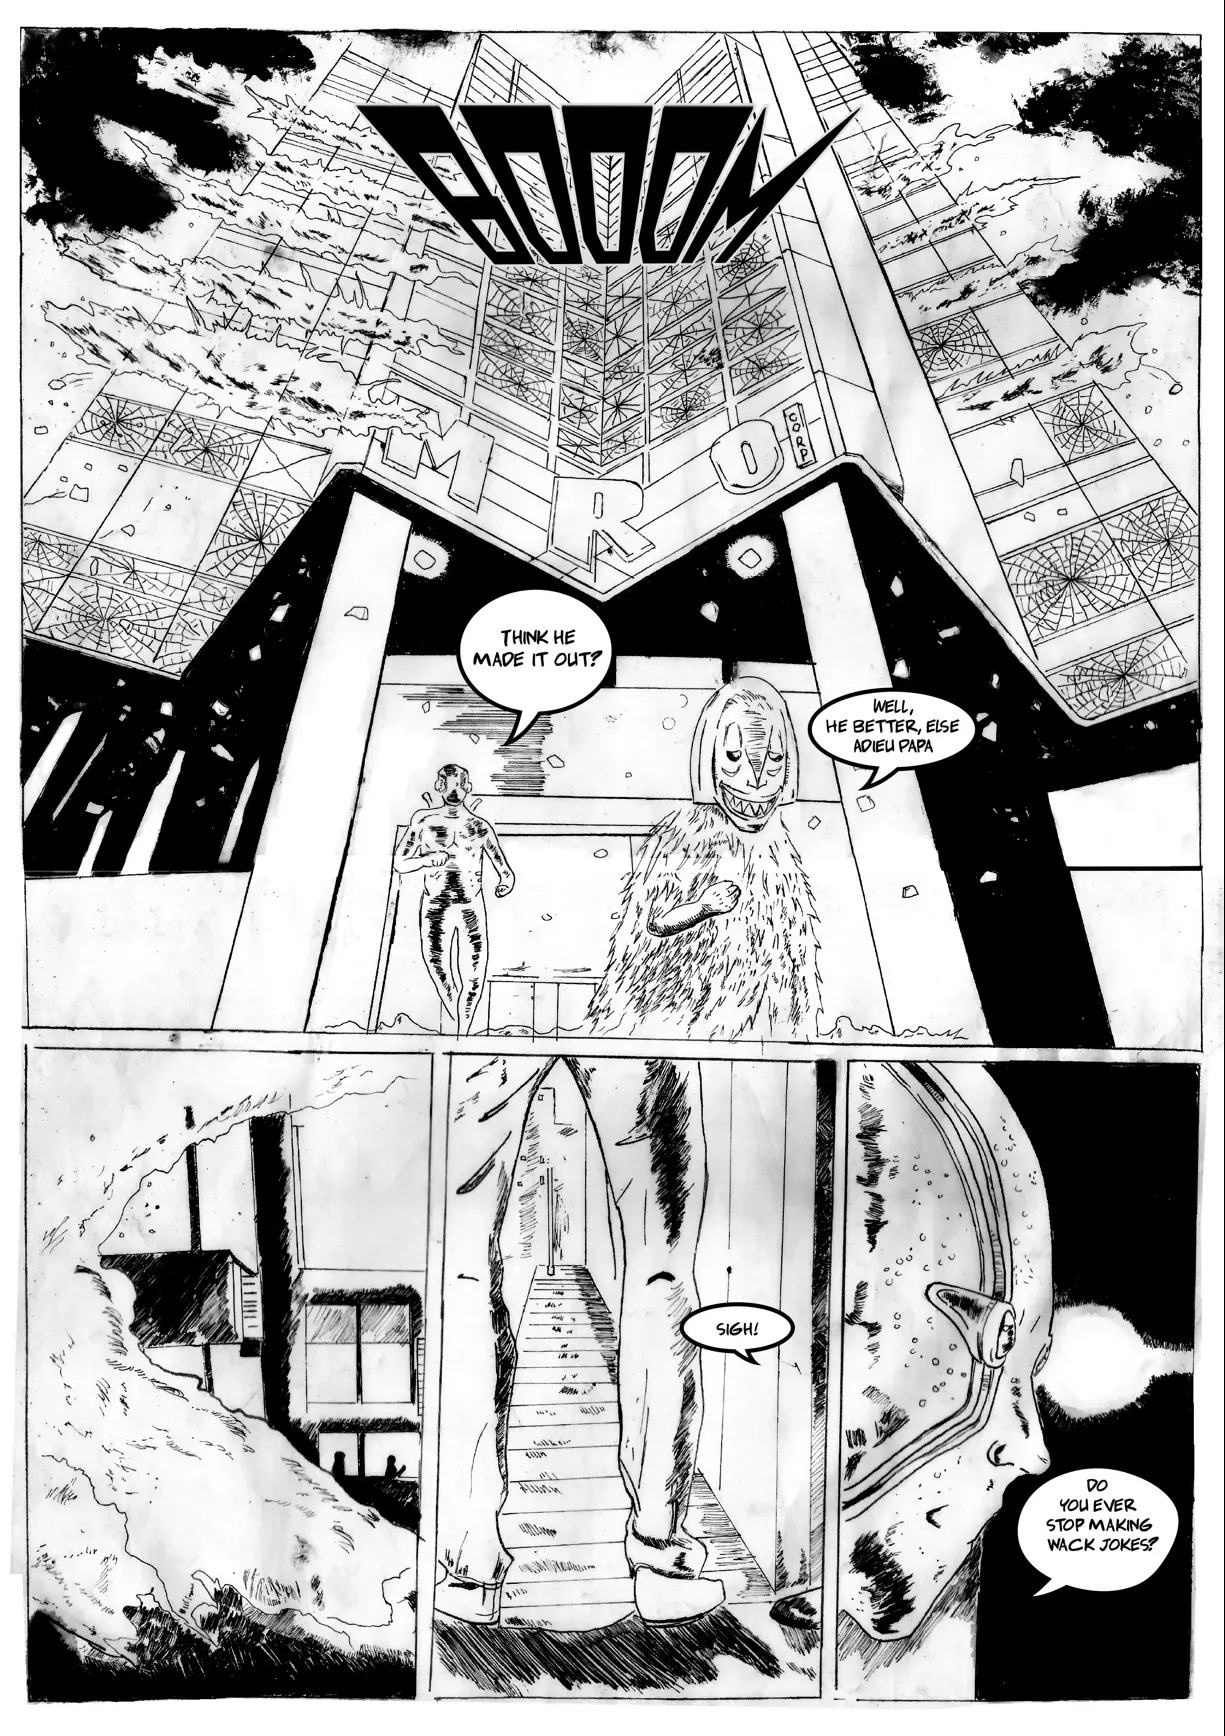 BOOOM
MRO
CORP
THINK HE
MADE IT OUT?
WELL,
HE BETTER, ELSE
ADIEU PAPA
SIGH!
DO
YOU EVER
STOP MAKING
WACK JOKES?